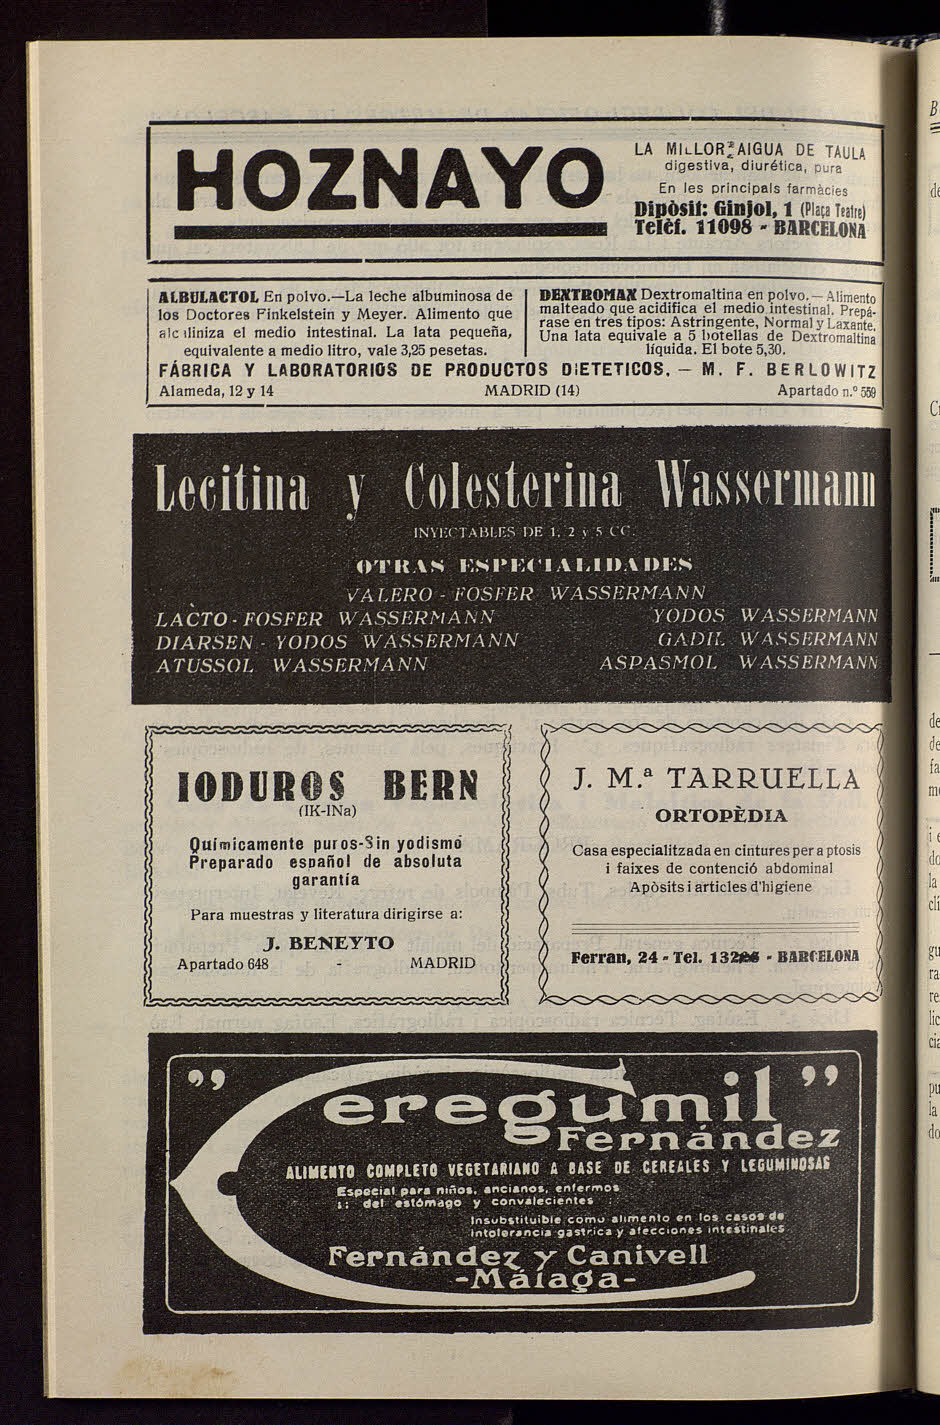 HOZNAYO
LA MILLOR AIGUA DE TAULA
digestiva, diurética, pura
En les principals farmàcies
Dipòsit: Ginjol, 1 (Plaça Teatre)
Telèf. 11098 - BARCELONA
ALBULACTOL En polvo.—La leche albuminosa de
los Doctores Finkelstein y Meyer. Alimento que
alcaliniza el medio intestinal. La lata pequeña,
equivalente a medio litro, vale 3,25 pesetas.
DEXTROMAX Dextromaltina en polvo.—Alimento
malteado que acidifica el medio intestinal. Prepá-
rase en tres tipos: Astringente, Normal y Laxante.
Una lata equivale a 5 botellas de Dextromaltina
líquida. El bote 5,30.
FÁBRICA Y LABORATORIOS DE PRODUCTOS DIETETICOS. — M. F. BERLOWITZ
Alameda, 12 y 14 MADRID (14) Apartado n.º 559
Lecitina y Colesterina Wassermann
INYECTABLES DE 1, 2 y 5 CC.
OTRAS ESPECIALIDADES
VALERO - FOSFER WASSERMANN
LACTO - FOSFER WASSERMANN YODOS WASSERMANN
DIARSEN - YODOS WASSERMANN GADIL WASSERMANN
ATUSSOL WASSERMANN ASPASMOL WASSERMANN
IODUROS BERN
(IK-INa)
Químicamente puros-Sin yodismo
Preparado español de absoluta
garantía
Para muestras y literatura dirigirse a:
J. BENEYTO
Apartado 648 - MADRID
J. M.ª TARRUELLA
ORTOPÈDIA
Casa especialitzada en cintures per a ptosis
i faixes de contenció abdominal
Apòsits i articles d'higiene
Ferran, 24 - Tel. - BARCELONA
"Ceregumil"
Fernández
ALIMENTO COMPLETO VEGETARIANO A BASE DE CEREALES Y LEGUMINOSAS
Especial para niños, ancianos, enfermos
:: del estómago y convalecientes
Insubstituible como alimento en los casos de
intolerancia gástrica y afecciones intestinales
Fernández y Canivell
-Málaga-